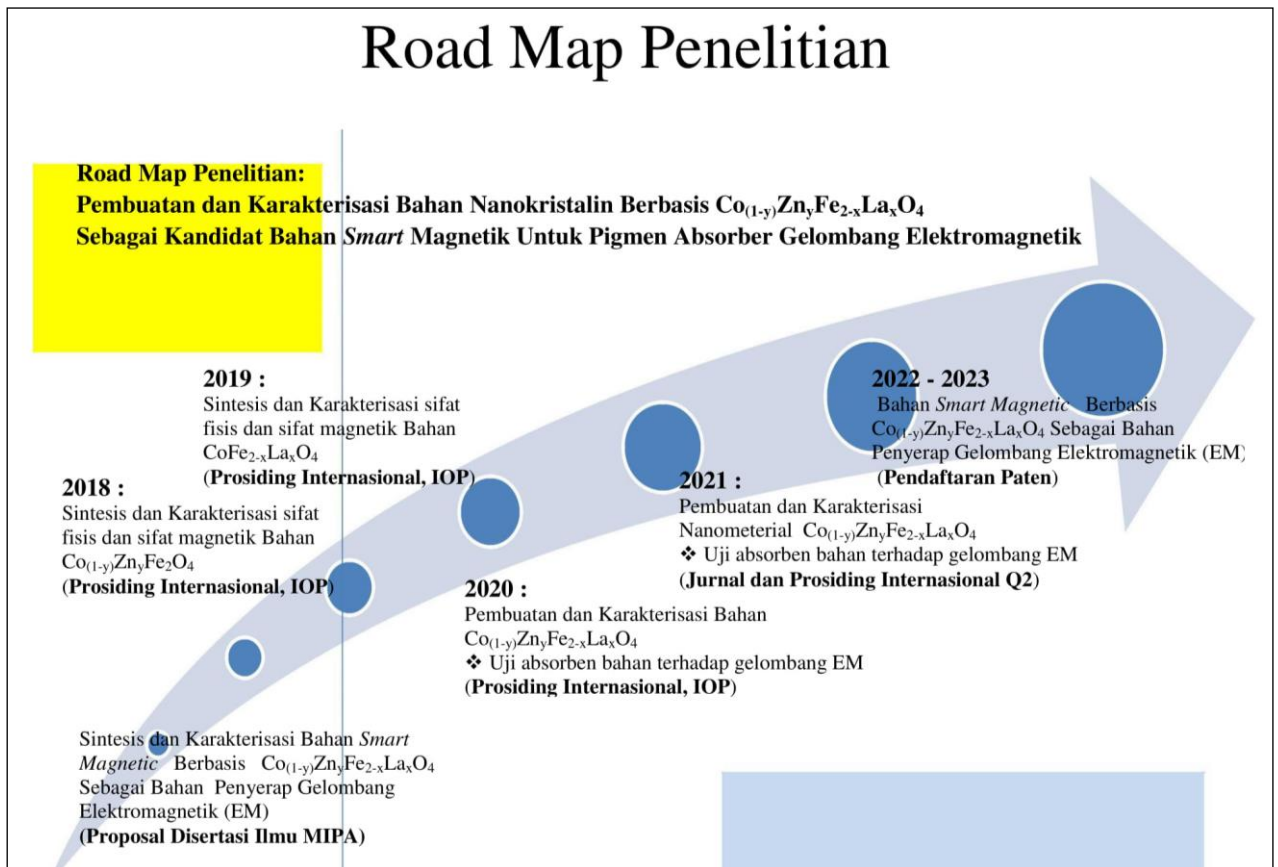 Road Map Penelitian
Road Map Penelitian:
Pembuatan dan Karakterisasi Bahan Nanokristalin Berbasis Co₍₁₋y₎ZnyFe₂₋ₓLaₓO₄
Sebagai Kandidat Bahan Smart Magnetik Untuk Pigmen Absorber Gelombang Elektromagnetik
2019 :
Sintesis dan Karakterisasi sifat
fisis dan sifat magnetik Bahan
CoFe₂₋ₓLaₓO₄
(Prosiding Internasional, IOP)
2018 :
Sintesis dan Karakterisasi sifat
fisis dan sifat magnetik Bahan
Co₍₁₋y₎ZnyFe₂O₄
(Prosiding Internasional, IOP)
2022 - 2023
Bahan Smart Magnetic Berbasis
Co₍₁₋y₎ZnyFe₂₋ₓLaₓO₄ Sebagai Bahan
Penyerap Gelombang Elektromagnetik (EM)
(Pendaftaran Paten)
2021 :
Pembuatan dan Karakterisasi
Nanometerial Co₍₁₋y₎ZnyFe₂₋ₓLaₓO₄
❖ Uji absorben bahan terhadap gelombang EM
(Jurnal dan Prosiding Internasional Q2)
2020 :
Pembuatan dan Karakterisasi Bahan
Co₍₁₋y₎ZnyFe₂₋ₓLaₓO₄
❖ Uji absorben bahan terhadap gelombang EM
(Prosiding Internasional, IOP)
Sintesis dan Karakterisasi Bahan Smart
Magnetic Berbasis Co₍₁₋y₎ZnyFe₂₋ₓLaₓO₄
Sebagai Bahan Penyerap Gelombang
Elektromagnetik (EM)
(Proposal Disertasi Ilmu MIPA)